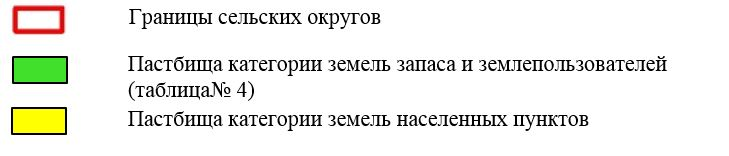 Границы сельских округов
Пастбища категории земель запаса и землепользователей
(таблица№ 4)
Пастбища категории земель населенных пунктов